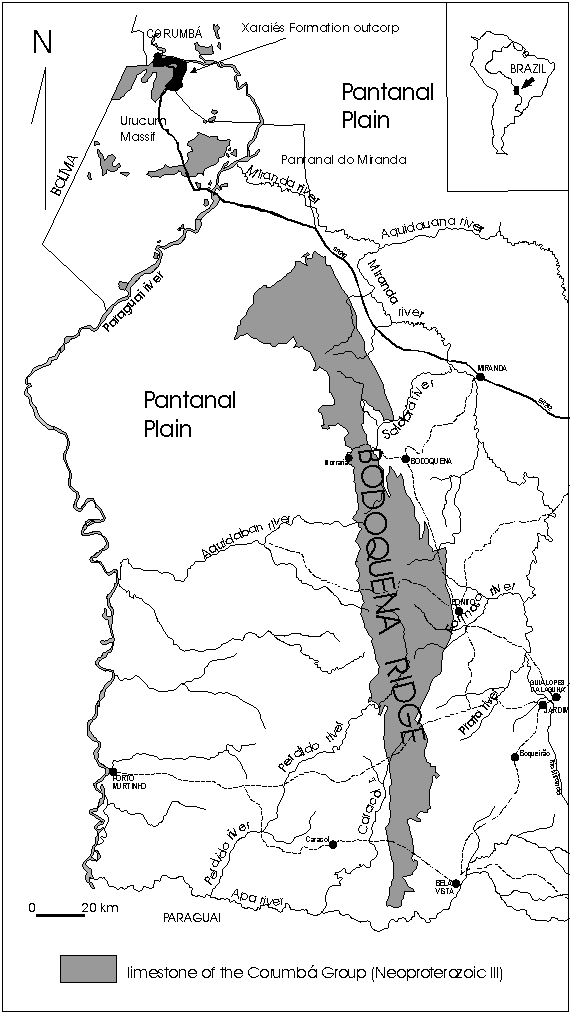 N
CORUMBÁ
Xaraiés Formation outcorp
BRAZIL
Pantanal
Plain
Urucum
Massif
BOLIVIA
Pantanal do Miranda
Miranda river
Aquidauana river
Paraguai river
Miranda
river
MIRANDA
Pantanal
Plain
Salobra river
Morraria
BODOQUENA
BODOQUENA RIDGE
Aquidaban river
Formoso river
BONITO
GUIA LOPES
DA LAGUNA
JARDIM
Prata river
Perdido river
Boqueirão
PORTO
MURTINHO
Caracol r
Perdido river
Caracol
BELA
VISTA
Apa river
0 20 km
PARAGUAI
limestone of the Corumbá Group (Neoproterazoic III)